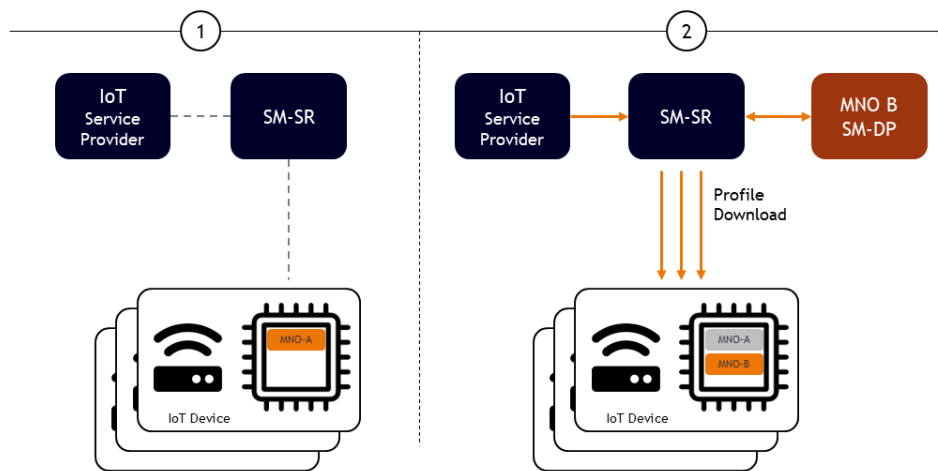 1
2
IoT
Service
Provider
SM-SR
IoT
Service
Provider
SM-SR
MNO B
SM-DP
Profile
Download
MNO-A
IoT Device
MNO-A
MNO-B
IoT Device